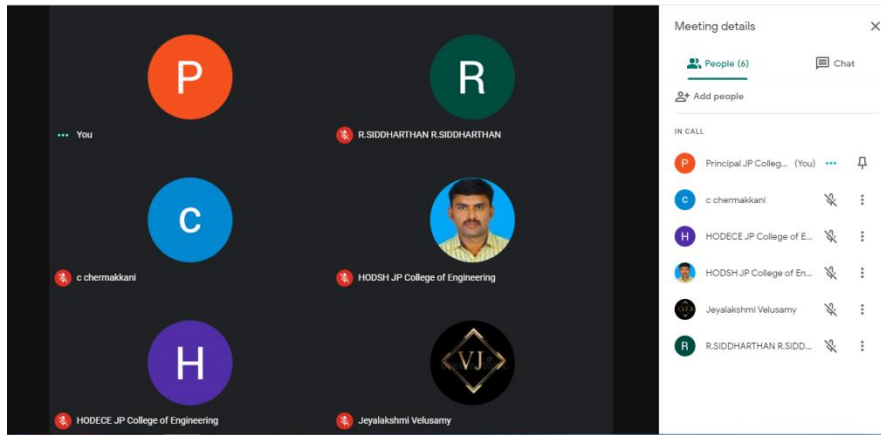 P
You
R
R.SIDDHARTHAN R.SIDDHARTHAN
C
c chermakkani
HODSH JP College of Engineering
H
HODECE JP College of Engineering
VJ
Jeyalakshmi Velusamy
Meeting details
People (6)
Chat
Add people
IN CALL
P Principal JP Colleg... (You)
c c chermakkani
H HODECE JP College of E...
HODSH JP College of En...
Jeyalakshmi Velusamy
R R.SIDDHARTHAN R.SIDD...